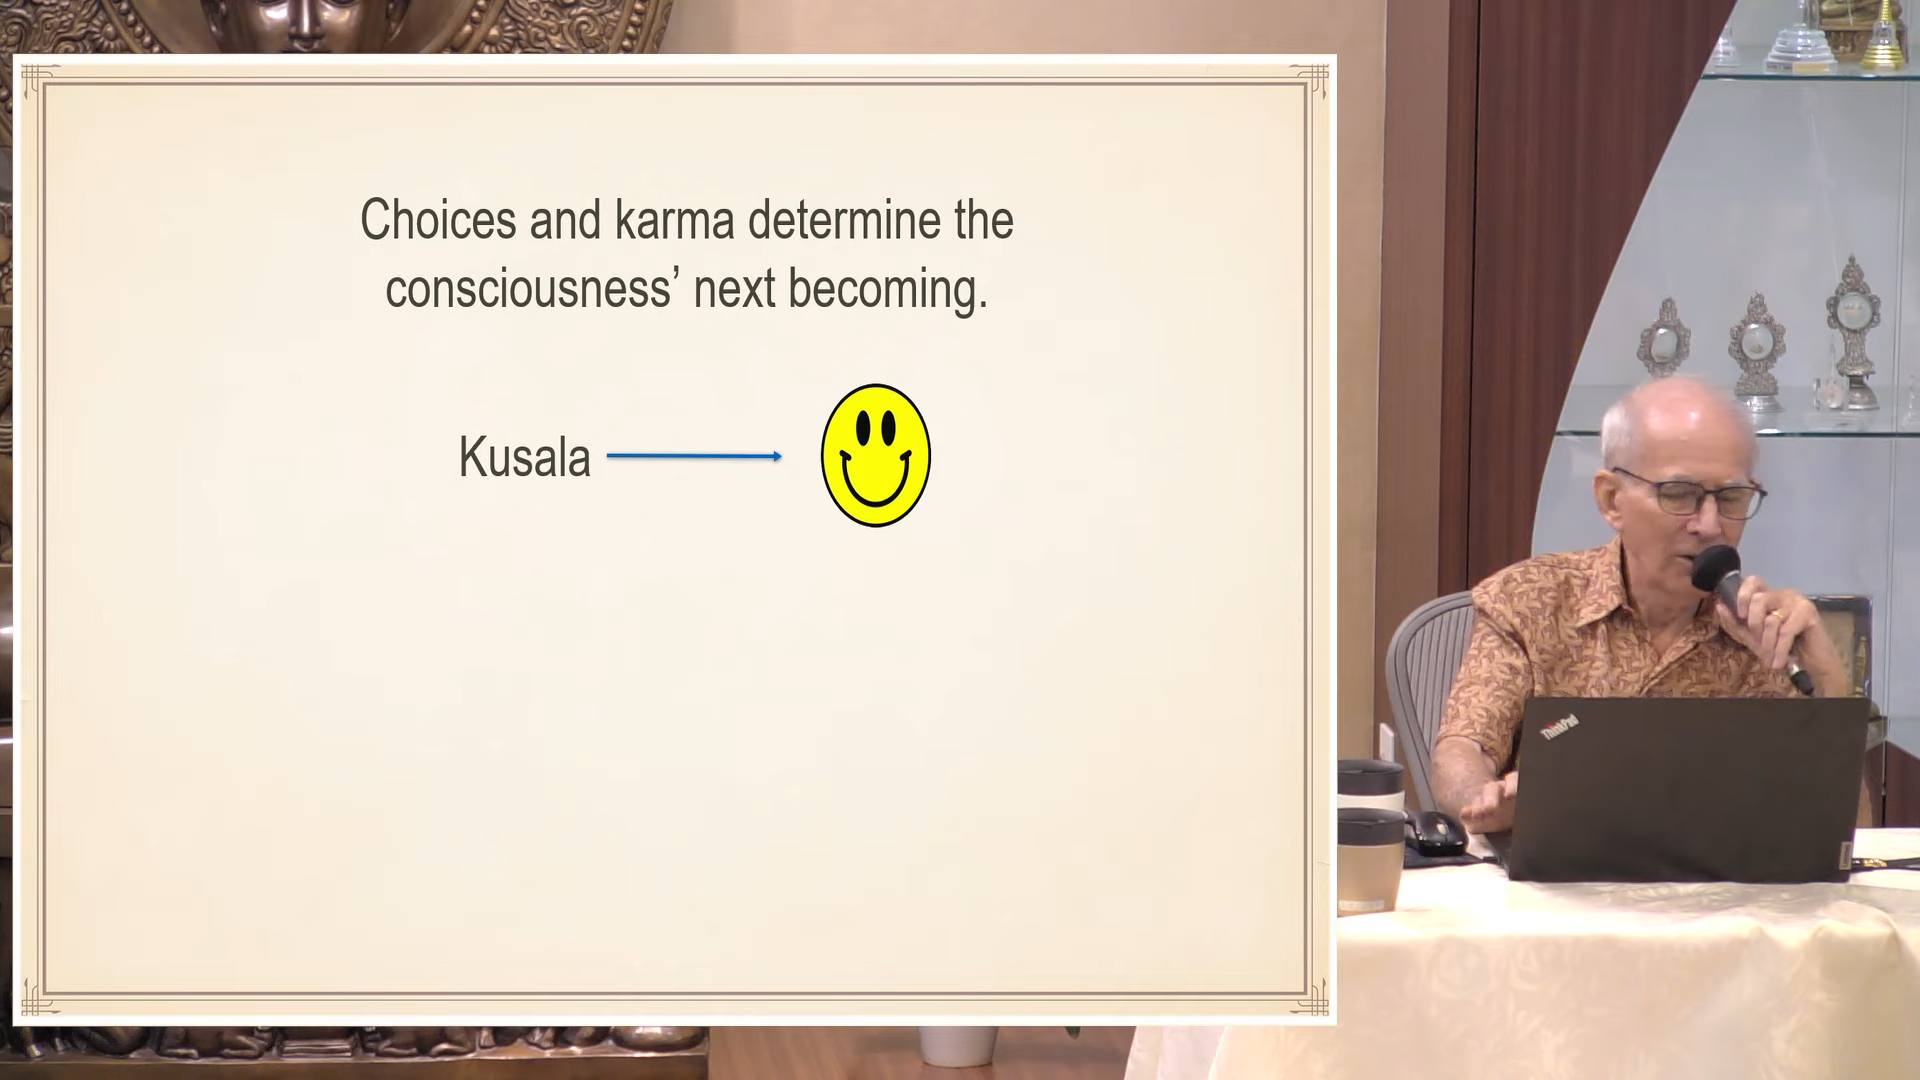 Choices and karma determine the
consciousness’ next becoming.
Kusala
ThinkPad